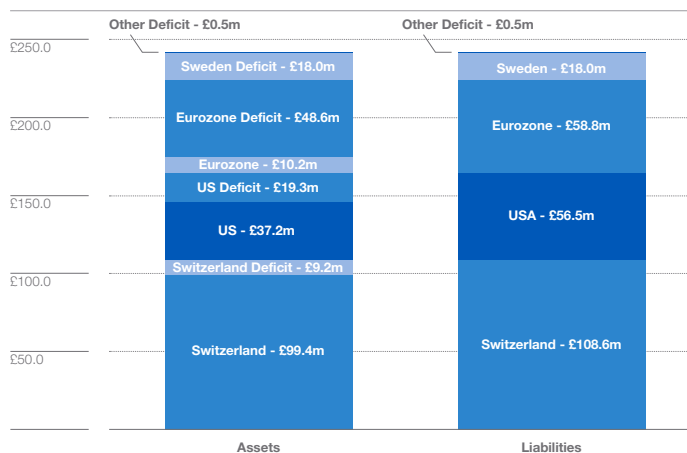 Other Deficit - £0.5m
Other Deficit - £0.5m
£250.0
Sweden Deficit - £18.0m
Sweden - £18.0m
Eurozone Deficit - £48.6m
Eurozone - £58.8m
£200.0
Eurozone - £10.2m
US Deficit - £19.3m
£150.0
US - £37.2m
USA - £56.5m
Switzerland Deficit - £9.2m
£100.0
Switzerland - £99.4m
Switzerland - £108.6m
£50.0
Assets
Liabilities